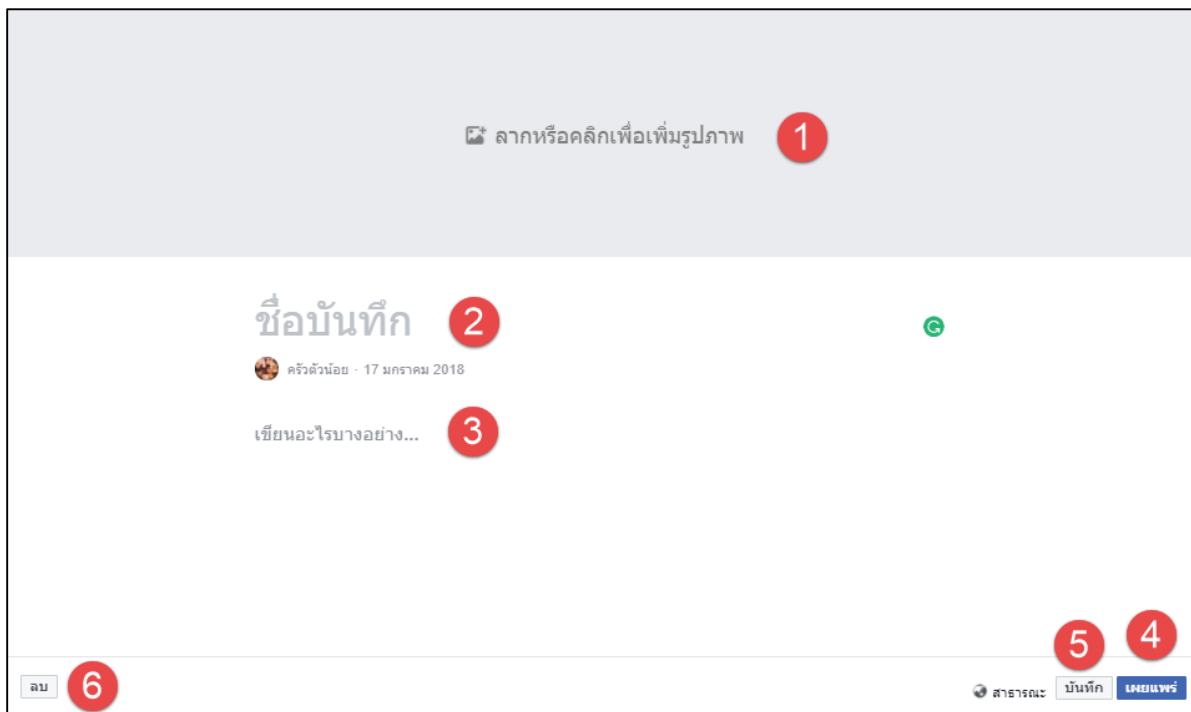 ลากหรือคลิกเพื่อเพิ่มรูปภาพ 1
ชื่อบันทึก 2
ครัวตัวน้อย · 17 มกราคม 2018
เขียนอะไรบางอย่าง... 3
5 4
ลบ 6 สาธารณะ บันทึก เผยแพร่